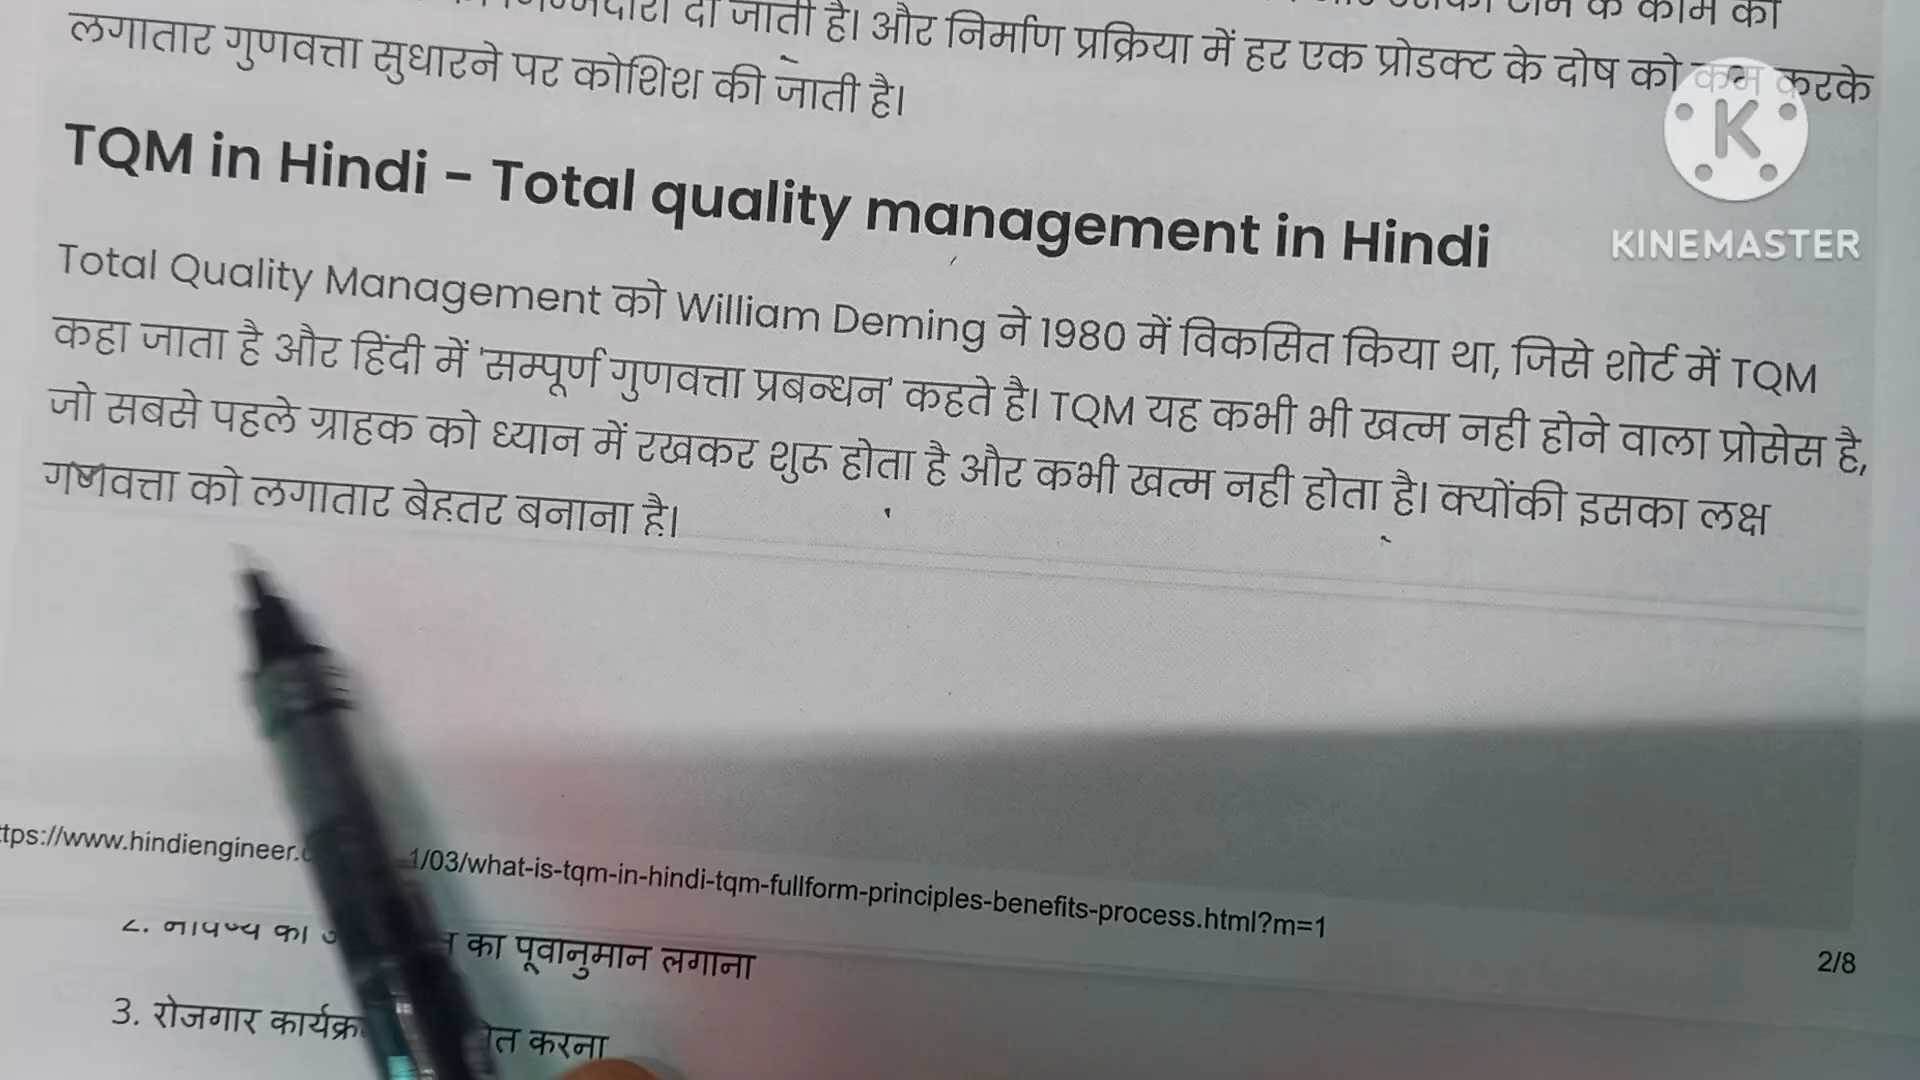 जाती है। और निर्माण प्रक्रिया में हर एक प्रोडक्ट के दोष को कम करके
लगातार गुणवत्ता सुधारने पर कोशिश की जाती है।
TQM in Hindi - Total quality management in Hindi
KINEMASTER
Total Quality Management को William Deming ने 1980 में विकसित किया था, जिसे शोर्ट में TQM
कहा जाता है और हिंदी में 'सम्पूर्ण गुणवत्ता प्रबन्धन' कहते है। TQM यह कभी भी खत्म नही होने वाला प्रोसेस है,
जो सबसे पहले ग्राहक को ध्यान में रखकर शुरू होता है और कभी खत्म नही होता है। क्योंकी इसका लक्ष
गुणवत्ता को लगातार बेहतर बनाना है।
ttps://www.hindiengineer. 1/03/what-is-tqm-in-hindi-tqm-fullform-principles-benefits-process.html?m=1
2/8
का पूर्वानुमान लगाना
3. रोजगार करना